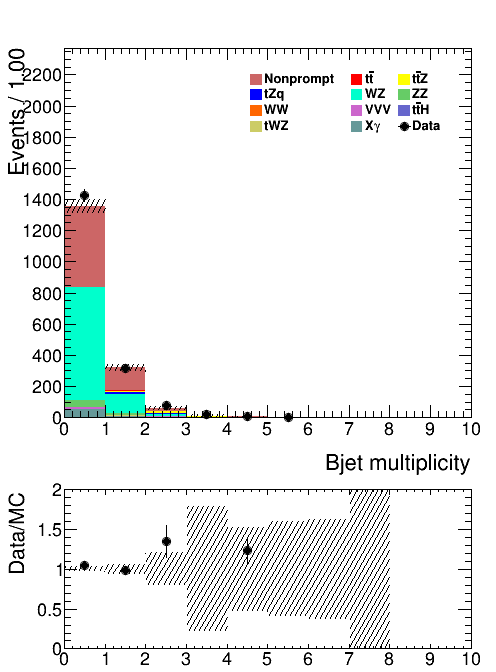 Events / 1.00
2200
2000
1800
1600
1400
1200
1000
800
600
400
200
0
Nonprompt tt̄ tt̄Z
tZq WZ ZZ
WW VVV tt̄H
tWZ Xγ Data
0 1 2 3 4 5 6 7 8 9 10
Bjet multiplicity
Data/MC
2
1.5
1
0.5
0
0 1 2 3 4 5 6 7 8 9 10